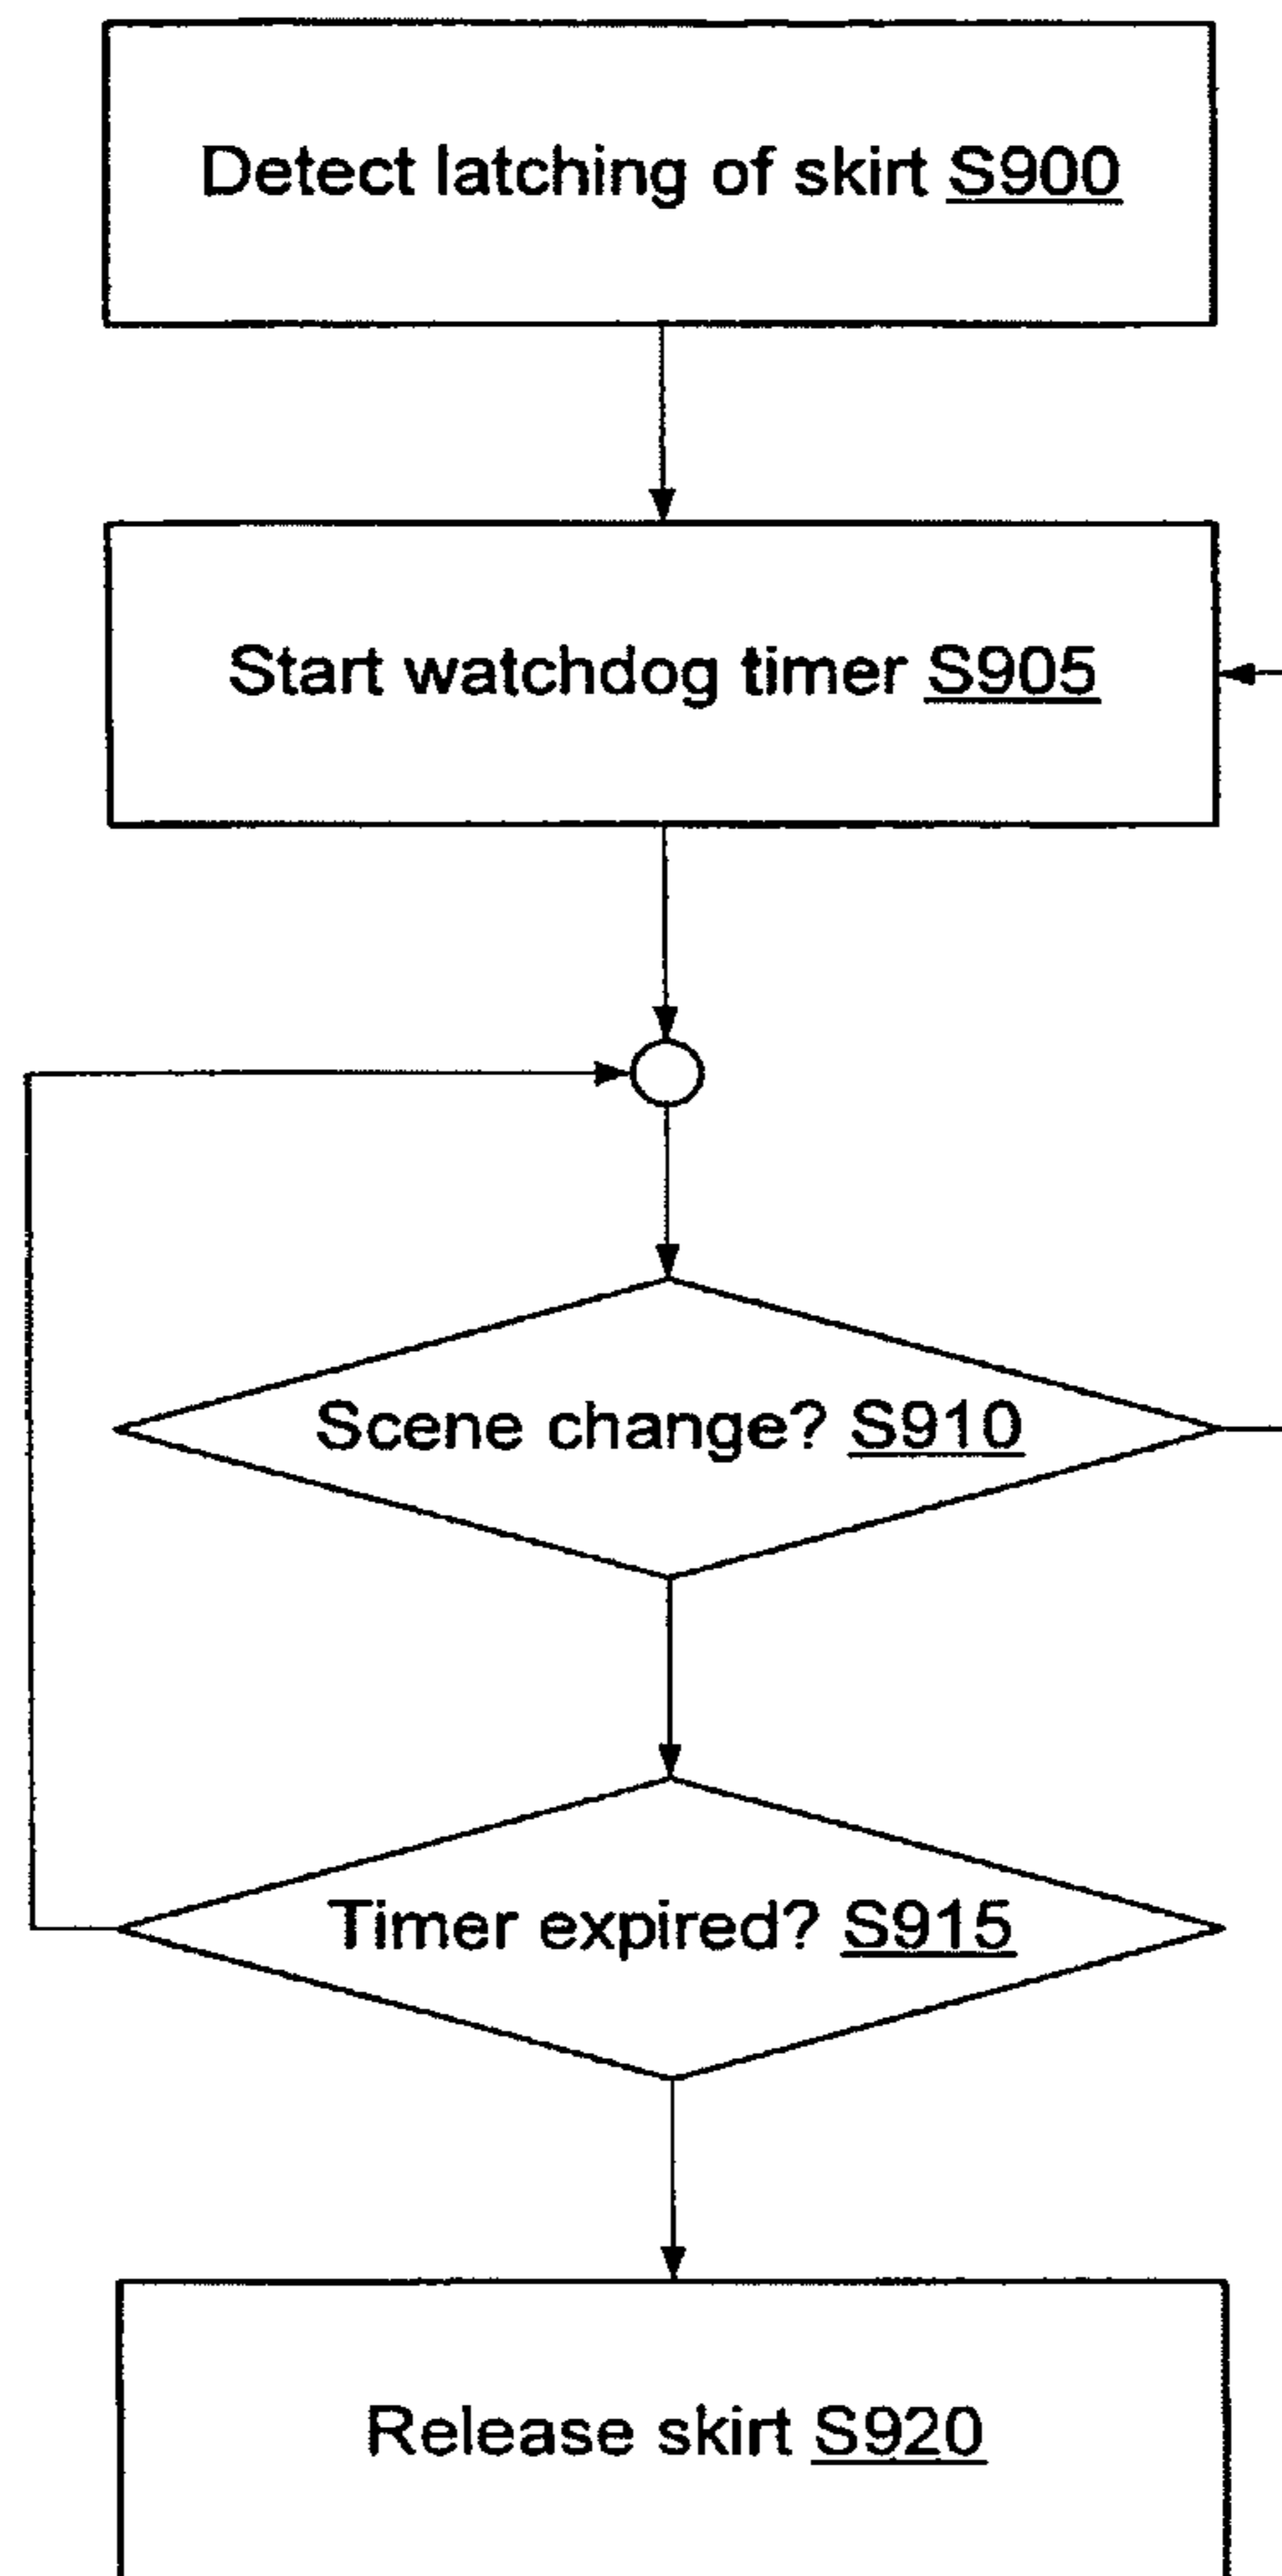 Detect latching of skirt S900
Start watchdog timer S905
Scene change? S910
Timer expired? S915
Release skirt S920